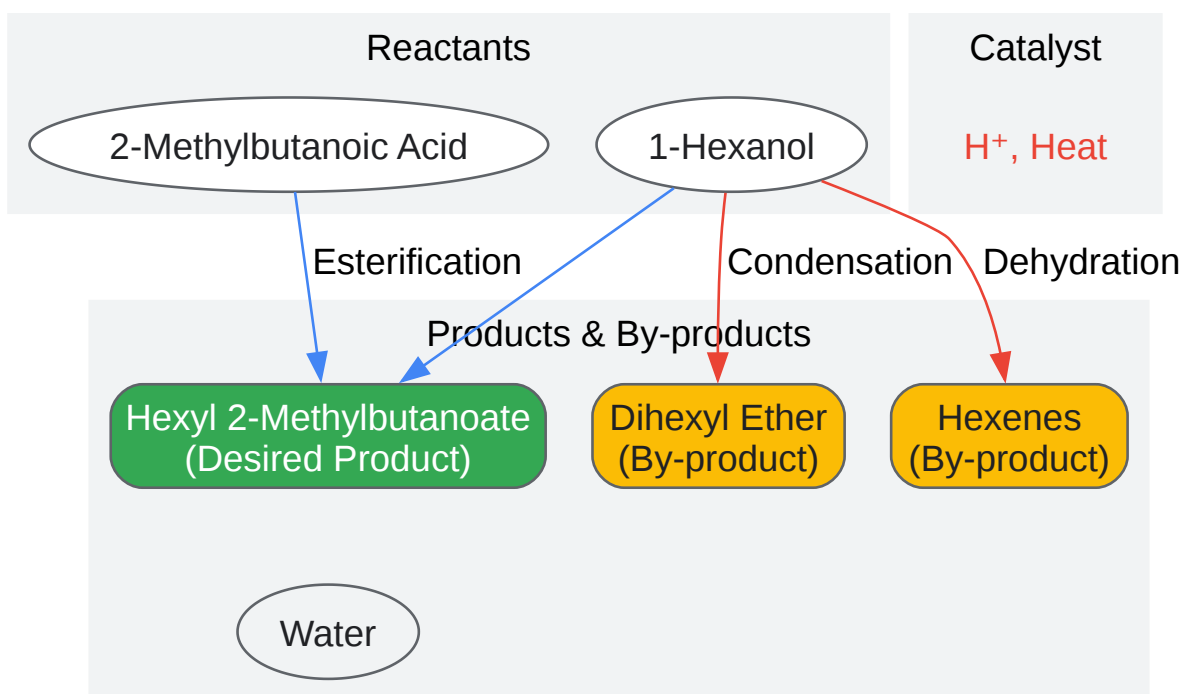 Reactants
Catalyst
2-Methylbutanoic Acid
1-Hexanol
H⁺, Heat
Esterification
Condensation
Dehydration
Products & By-products
Hexyl 2-Methylbutanoate
(Desired Product)
Dihexyl Ether
(By-product)
Hexenes
(By-product)
Water